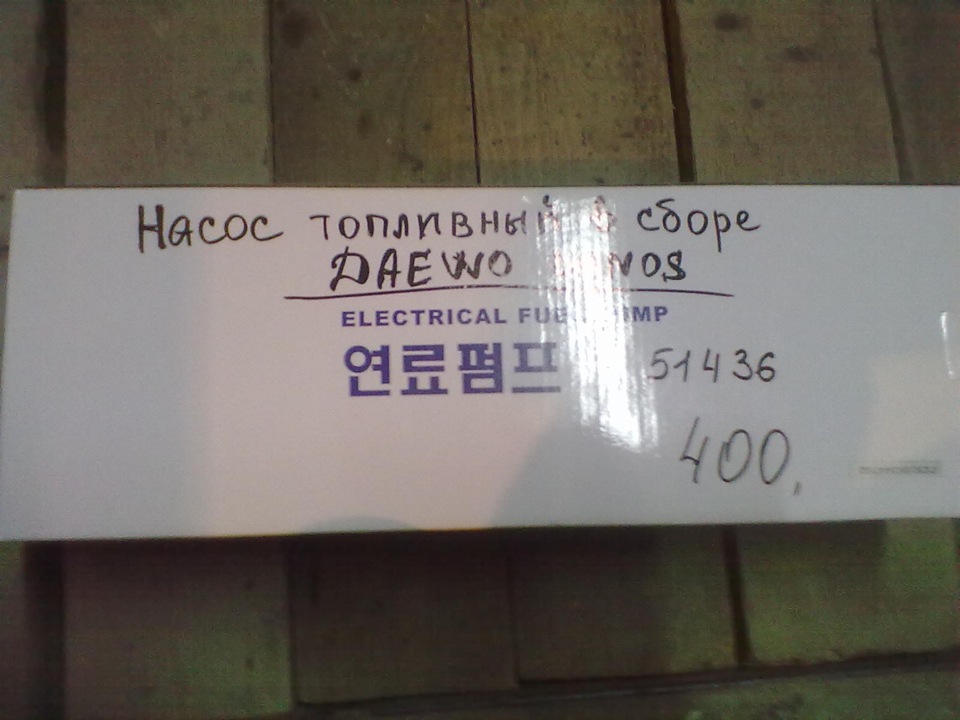 Насос топливный в сборе
DAEWO
ELECTRICAL
연료펌프 51436
400,